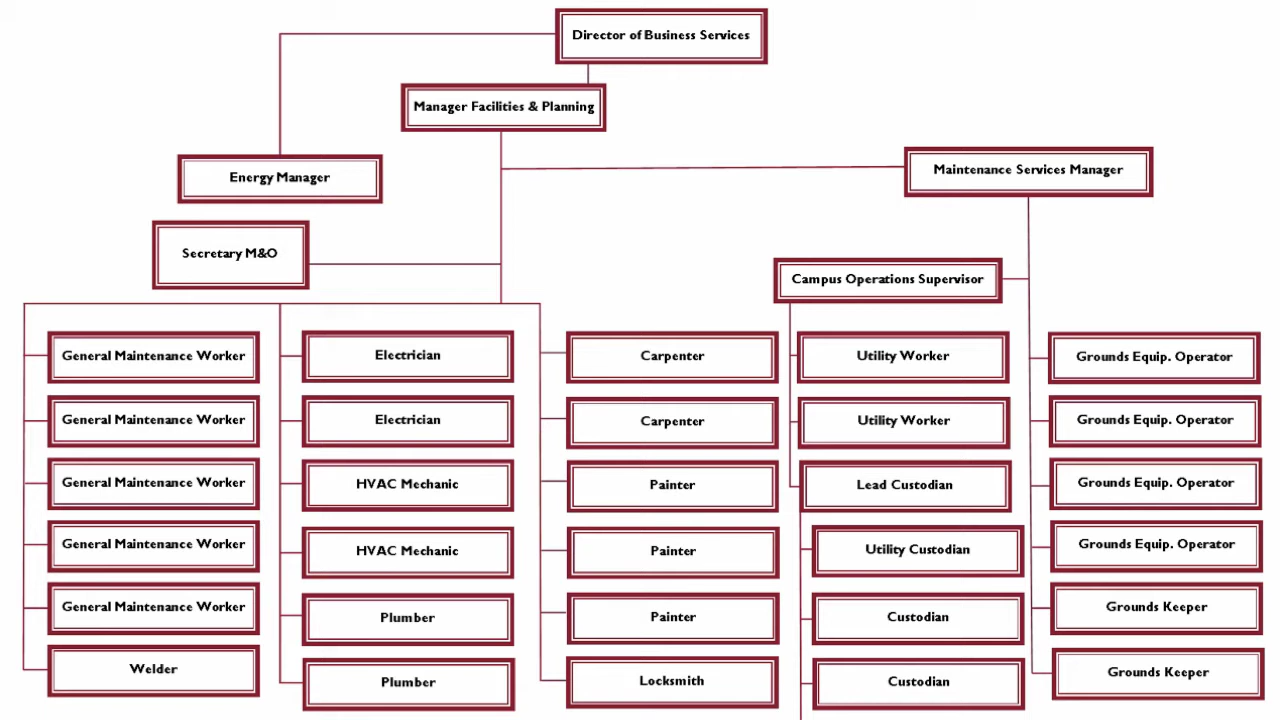 Director of Business Services
Manager Facilities & Planning
Energy Manager
Maintenance Services Manager
Secretary M&O
Campus Operations Supervisor
General Maintenance Worker
Electrician
Carpenter
Utility Worker
Grounds Equip. Operator
General Maintenance Worker
Electrician
Carpenter
Utility Worker
Grounds Equip. Operator
General Maintenance Worker
HVAC Mechanic
Painter
Lead Custodian
Grounds Equip. Operator
General Maintenance Worker
HVAC Mechanic
Painter
Utility Custodian
Grounds Equip. Operator
General Maintenance Worker
Plumber
Painter
Custodian
Grounds Keeper
Welder
Plumber
Locksmith
Custodian
Grounds Keeper